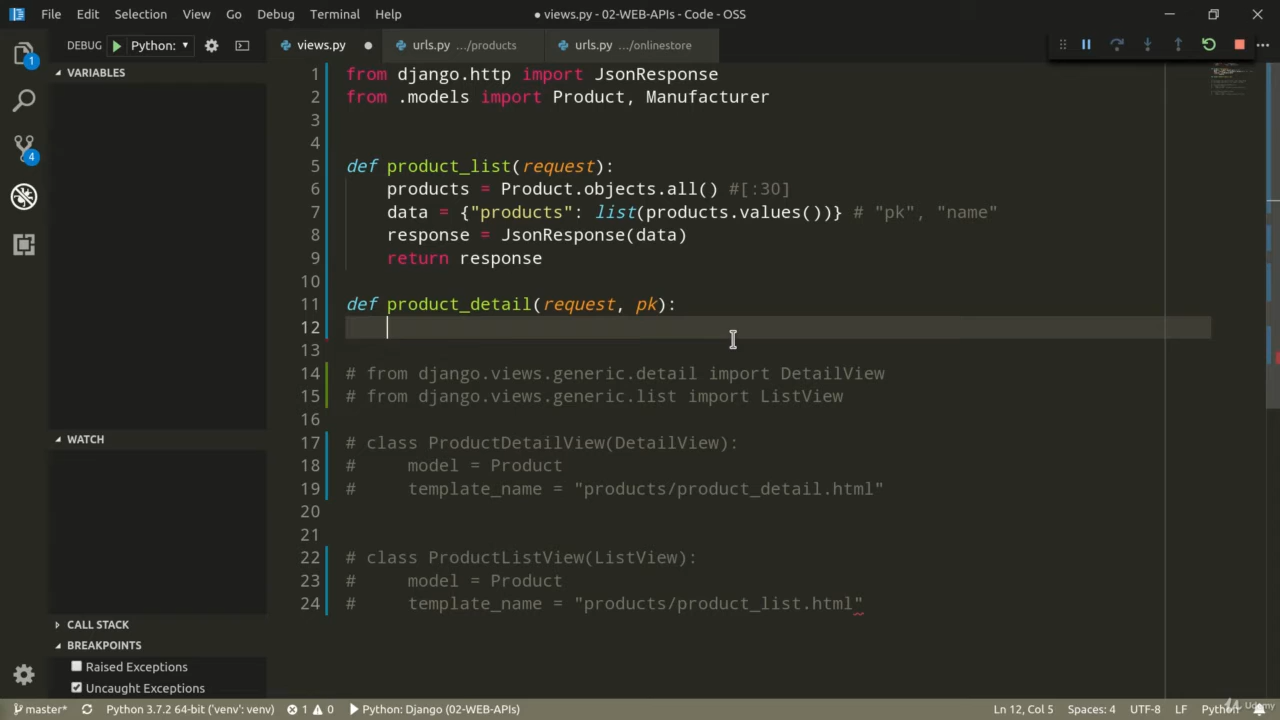 File Edit Selection View Go Debug Terminal Help
● views.py - 02-WEB-APIs - Code - OSS
DEBUG Python:
views.py urls.py .../products urls.py .../onlinestore
VARIABLES
WATCH
CALL STACK
BREAKPOINTS
Raised Exceptions
Uncaught Exceptions
1
4
1 from django.http import JsonResponse
2 from .models import Product, Manufacturer
3
4
5 def product_list(request):
6 products = Product.objects.all() #[:30]
7 data = {"products": list(products.values())} # "pk", "name"
8 response = JsonResponse(data)
9 return response
10
11 def product_detail(request, pk):
12
13
14 # from django.views.generic.detail import DetailView
15 # from django.views.generic.list import ListView
16
17 # class ProductDetailView(DetailView):
18 # model = Product
19 # template_name = "products/product_detail.html"
20
21
22 # class ProductListView(ListView):
23 # model = Product
24 # template_name = "products/product_list.html"
master* Python 3.7.2 64-bit ('venv': venv) 1 0 Python: Django (02-WEB-APIs) Ln 12, Col 5 Spaces: 4 UTF-8 LF Python
Udemy